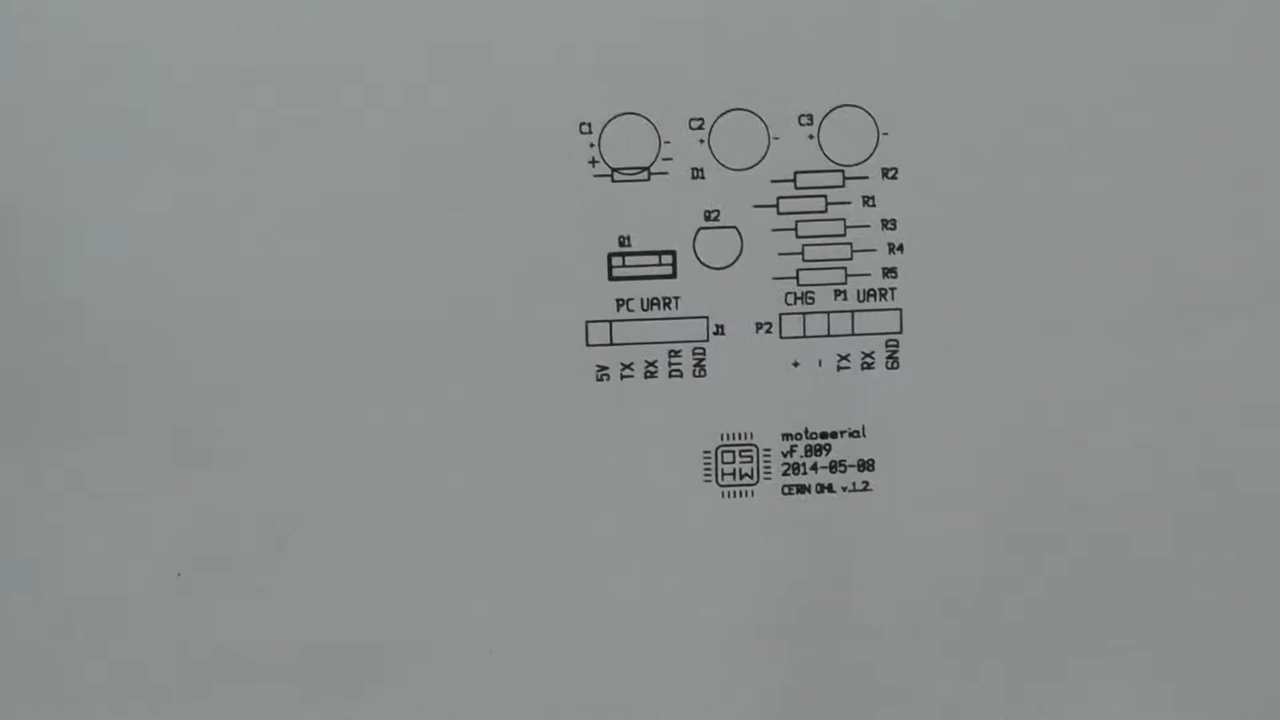 C1
+ -
+ -
C2
+ -
C3
+ -
D1
R2
R1
R3
R4
R5
Q2
Q1
PC UART
J1
5V
TX
RX
DTR
GND
CHG P1 UART
P2
+
-
TX
RX
GND
OS
HW
motoserial
vF.009
2014-05-08
CERN OHL v.1.2